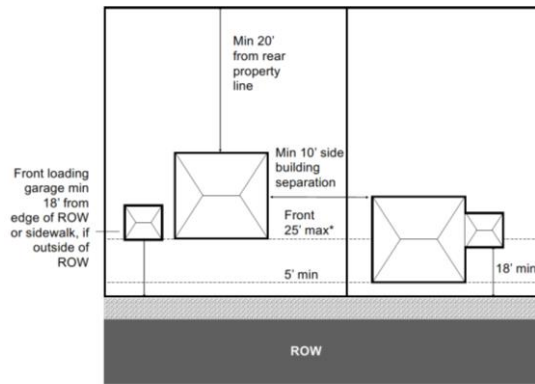 Min 20’
from rear
property
line
Min 10’ side
building
separation
Front loading
garage min
18’ from
edge of ROW
or sidewalk, if
outside of
ROW
Front
25’ max*
5’ min
18’ min
ROW